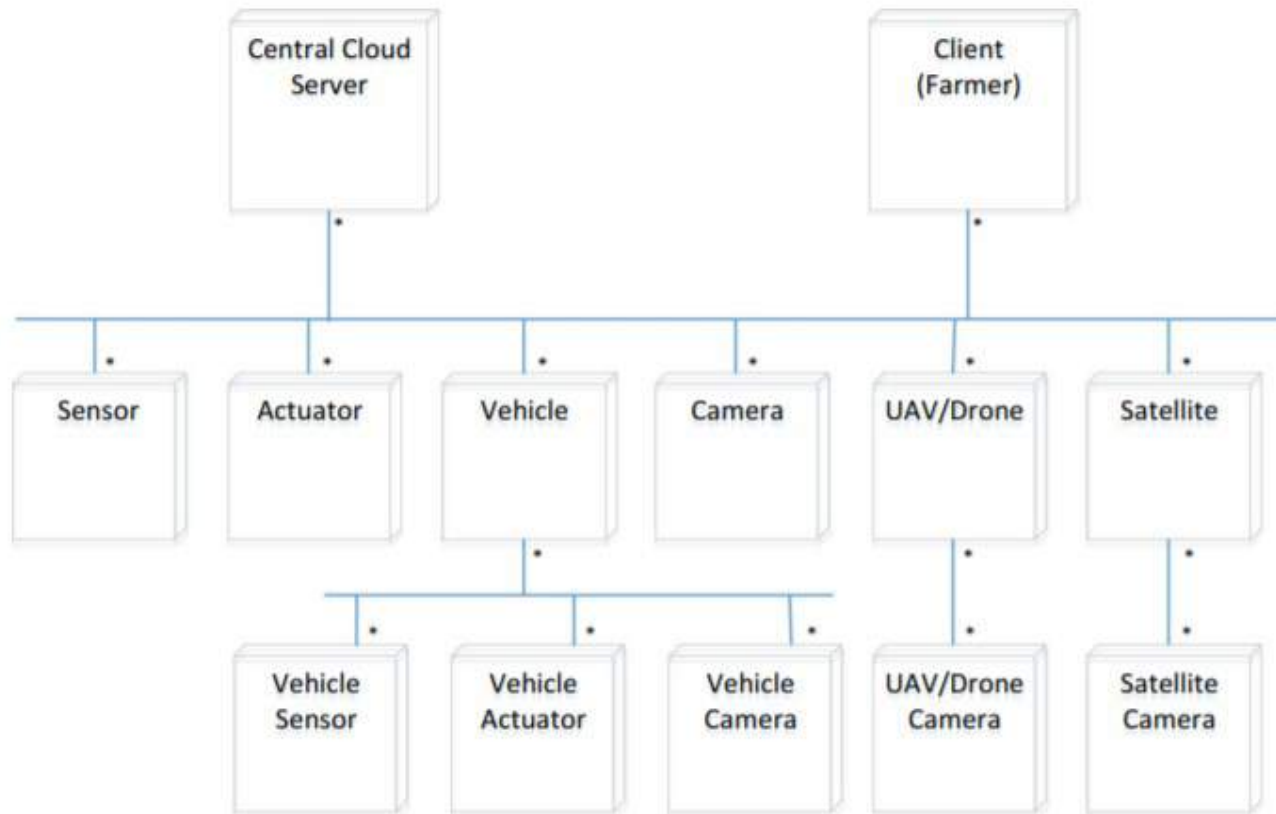 Central Cloud
Server
Client
(Farmer)
*
*
*
*
*
*
*
*
Sensor
Actuator
Vehicle
Camera
UAV/Drone
Satellite
*
*
*
*
*
*
*
*
Vehicle
Sensor
Vehicle
Actuator
Vehicle
Camera
UAV/Drone
Camera
Satellite
Camera